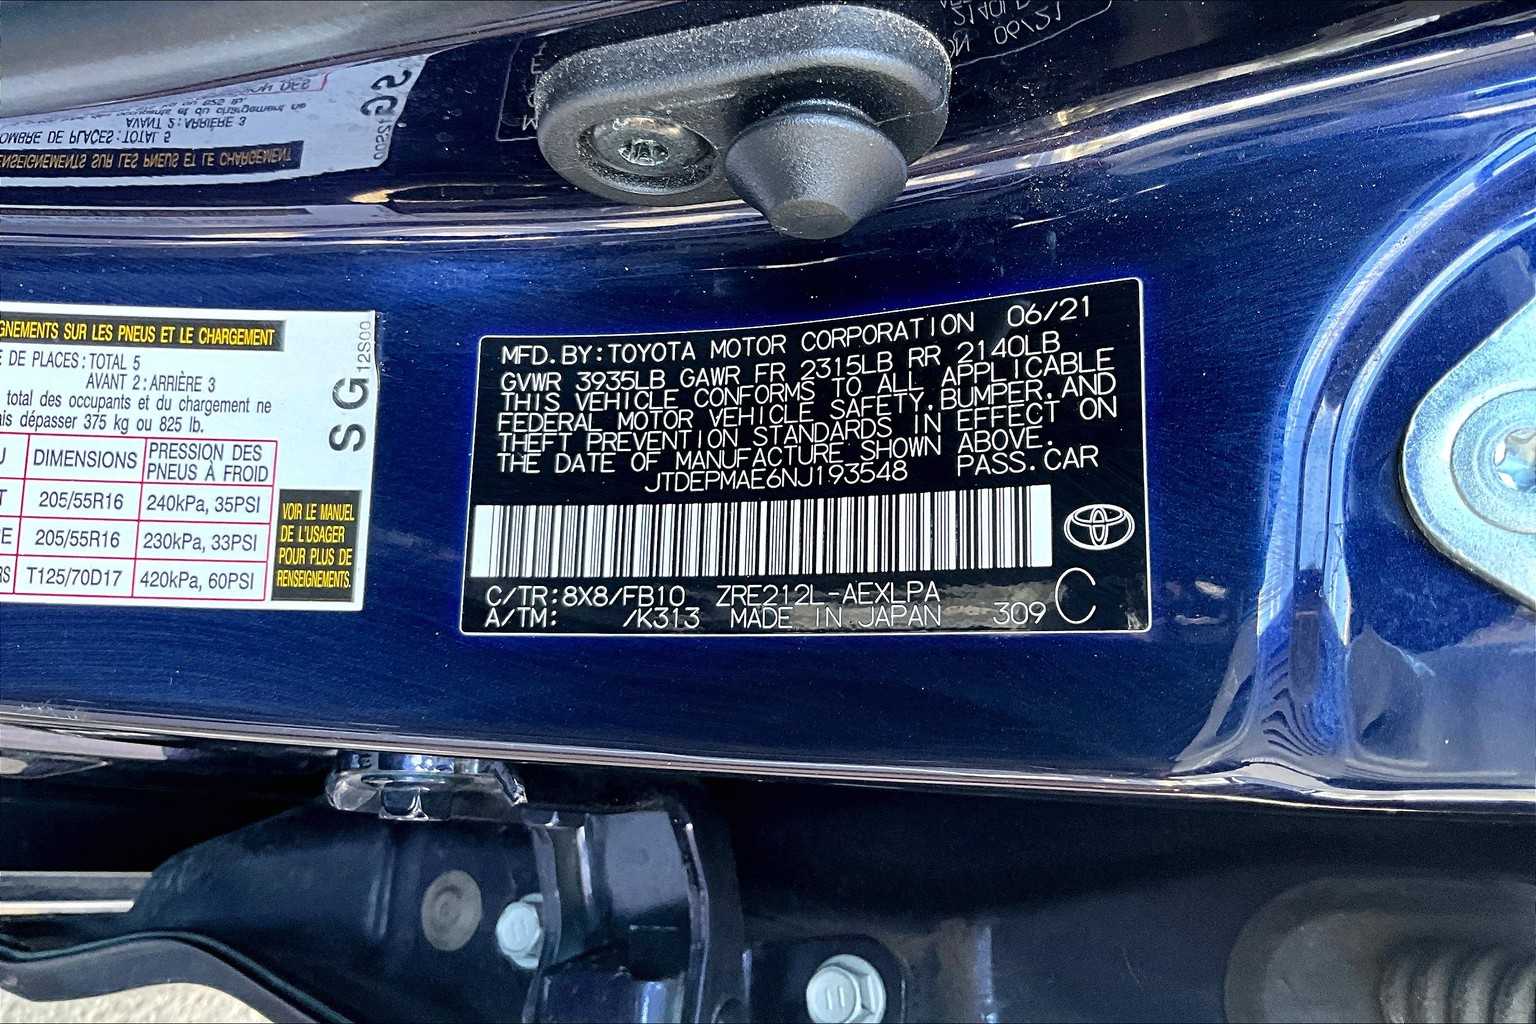 GNEMENTS SUR LES PNEUS ET LE CHARGEMENT
E DE PLACES:TOTAL 5
AVANT 2:ARRIÈRE 3
total des occupants et du chargement ne
ais dépasser 375 kg ou 825 lb.
DIMENSIONS
PRESSION DES
PNEUS À FROID
205/55R16 240kPa, 35PSI
205/55R16 230kPa, 33PSI
T125/70D17 420kPa, 60PSI
SG
12S00
VOIR LE MANUEL
DE L'USAGER
POUR PLUS DE
RENSEIGNEMENTS.
MFD.BY:TOYOTA MOTOR CORPORATION 06/21
GVWR 3935LB GAWR FR 2315LB RR 2140LB
THIS VEHICLE CONFORMS TO ALL APPLICABLE
FEDERAL MOTOR VEHICLE SAFETY,BUMPER,AND
THEFT PREVENTION STANDARDS IN EFFECT ON
THE DATE OF MANUFACTURE SHOWN ABOVE.
JTDEPMAE6NJ193548 PASS.CAR
C/TR:8X8/FB10 ZRE212L-AEXLPA
A/TM: /K313 MADE IN JAPAN 309 C